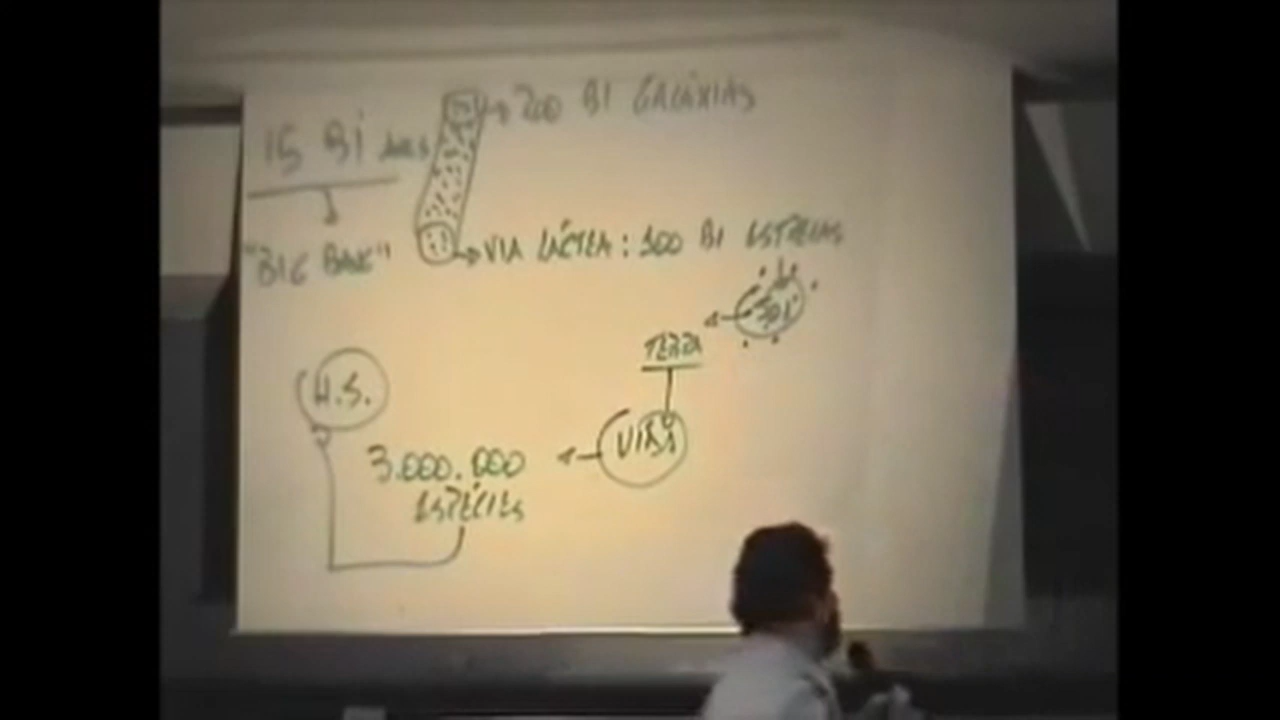 15 BI ANOS
200 BI GALÁXIAS
"BIG BANG"
VIA LÁCTEA: 100 BI ESTRELAS
SOL
TERRA
H.S.
VIDA
3.000.000
ESPÉCIES